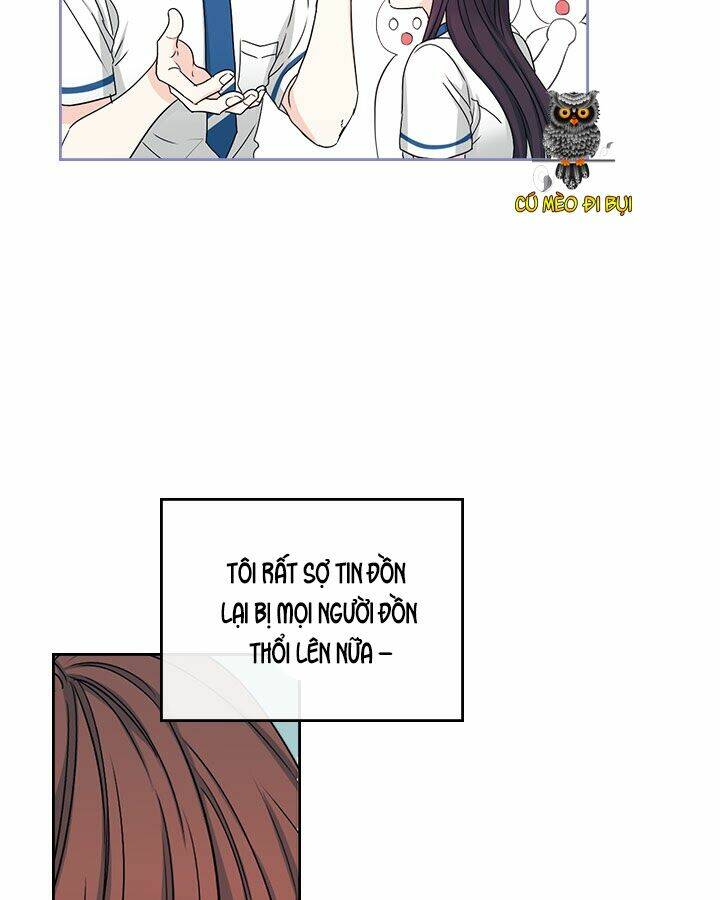 CÚ MÈO ĐI BỤI
TÔI RẤT SỢ TIN ĐỒN
LẠI BỊ MỌI NGƯỜI ĐỒN
THỔI LÊN NỮA –